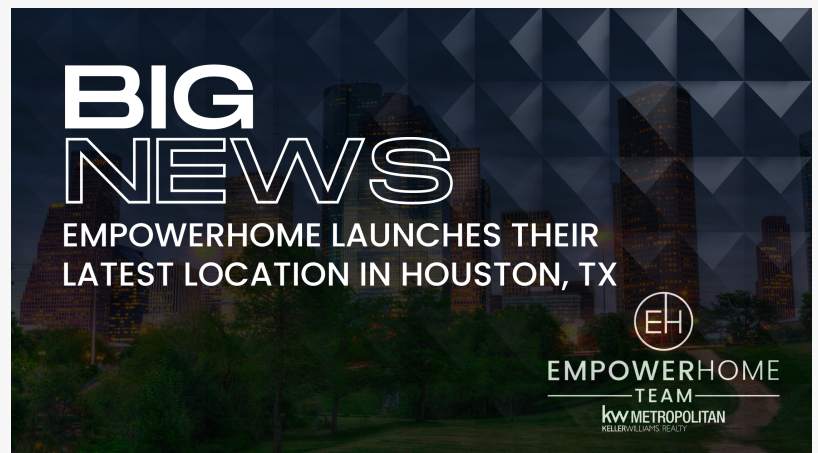 BIG
NEWS
EMPOWERHOME LAUNCHES THEIR
LATEST LOCATION IN HOUSTON, TX
EH
EMPOWERHOME
TEAM
kw METROPOLITAN
KELLERWILLIAMS. REALTY